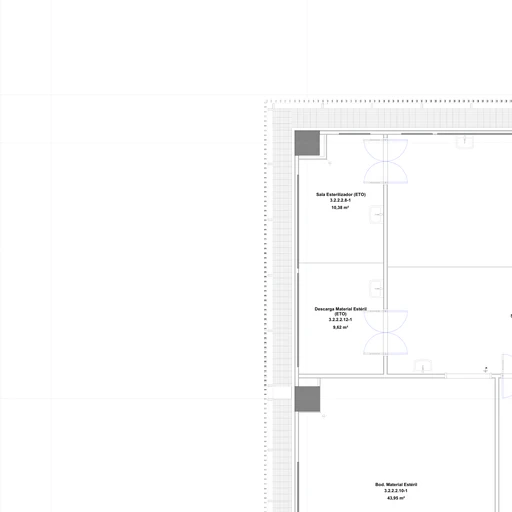 Sala Esterilizador (ETO)
3.2.2.2.8-1
10,38 m²
Descarga Material Estéril
(ETO)
3.2.2.2.12-1
9,62 m²
Bod. Material Estéril
3.2.2.2.10-1
43,95 m²